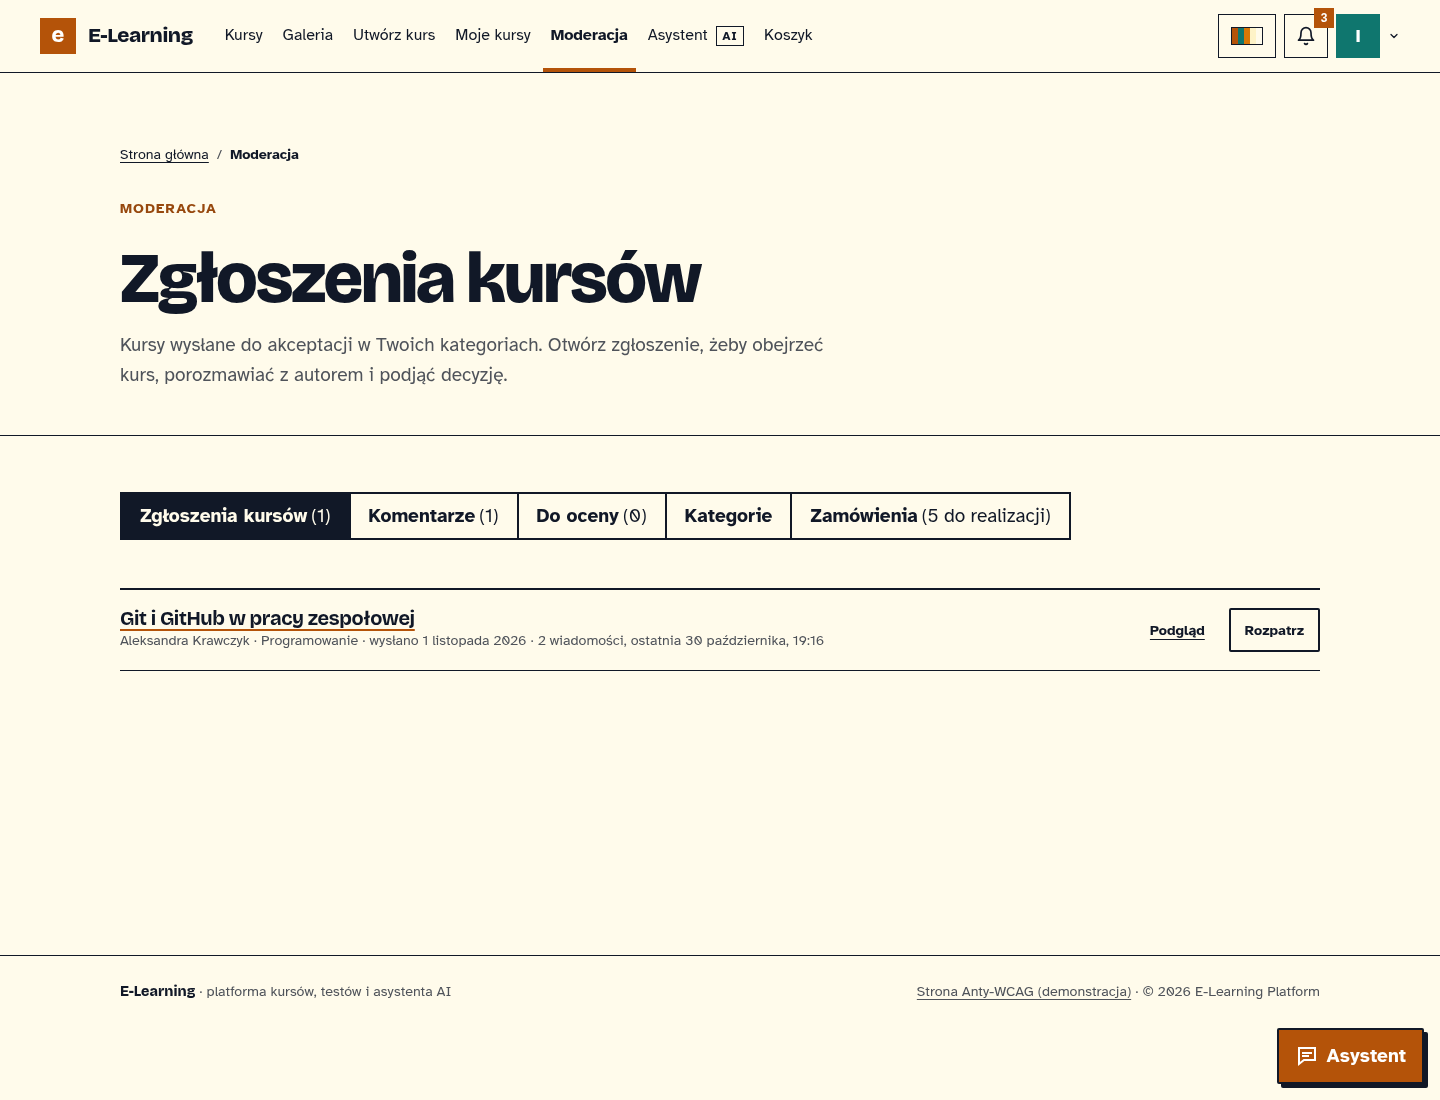 e E-Learning Kursy Galeria Utwórz kurs Moje kursy Moderacja Asystent AI Koszyk 3 I
Strona główna / Moderacja
MODERACJA
Zgłoszenia kursów
Kursy wysłane do akceptacji w Twoich kategoriach. Otwórz zgłoszenie, żeby obejrzeć
kurs, porozmawiać z autorem i podjąć decyzję.
Zgłoszenia kursów (1) Komentarze (1) Do oceny (0) Kategorie Zamówienia (5 do realizacji)
Git i GitHub w pracy zespołowej
Aleksandra Krawczyk · Programowanie · wysłano 1 listopada 2026 · 2 wiadomości, ostatnia 30 października, 19:16
Podgląd Rozpatrz
E-Learning · platforma kursów, testów i asystenta AI
Strona Anty-WCAG (demonstracja) · © 2026 E-Learning Platform
Asystent